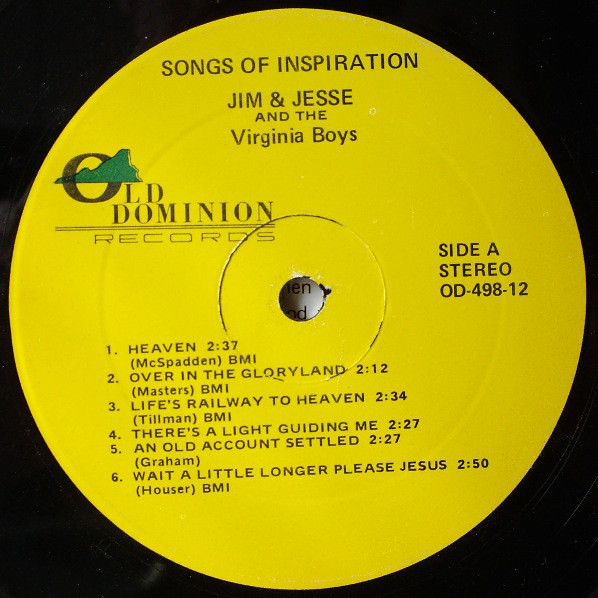 SONGS OF INSPIRATION
JIM & JESSE
AND THE
Virginia Boys
OLD
DOMINION
RECORDS
SIDE A
STEREO
OD-498-12
1. HEAVEN 2:37
(McSpadden) BMI
2. OVER IN THE GLORYLAND 2:12
(Masters) BMI
3. LIFE'S RAILWAY TO HEAVEN 2:34
(Tillman) BMI
4. THERE'S A LIGHT GUIDING ME 2:27
5. AN OLD ACCOUNT SETTLED 2:27
(Graham)
6. WAIT A LITTLE LONGER PLEASE JESUS 2:50
(Houser) BMI